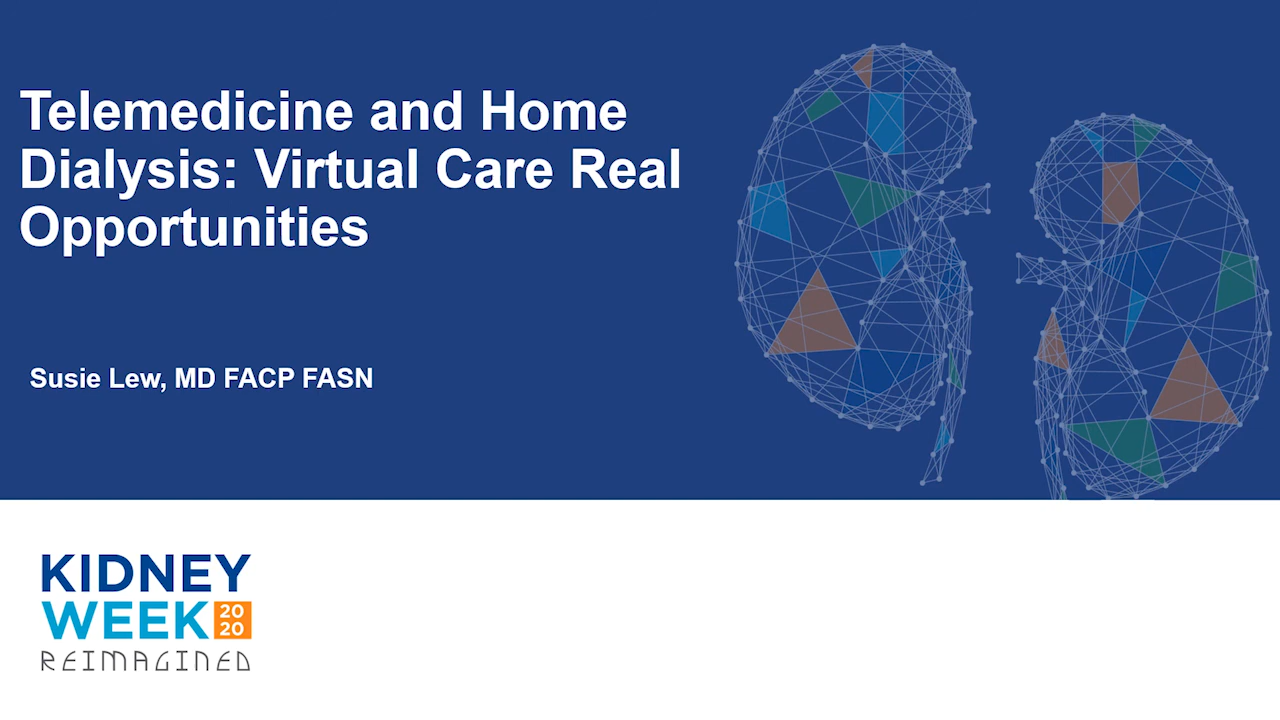 Telemedicine and Home
Dialysis: Virtual Care Real
Opportunities
Susie Lew, MD FACP FASN
KIDNEY
WEEK 2020
REIMAGINED